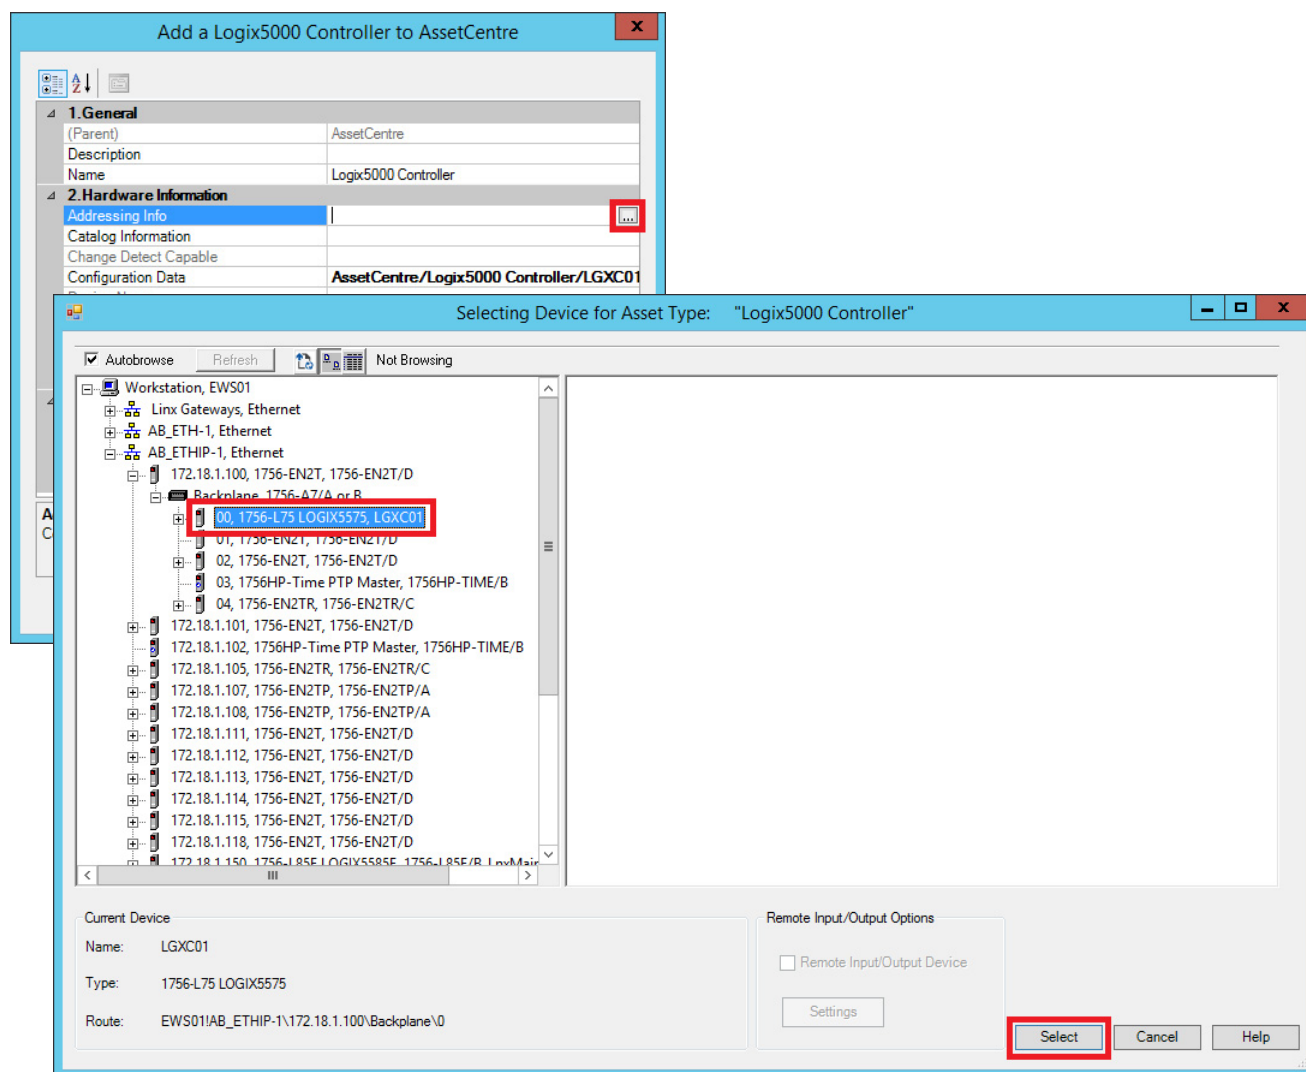 Add a Logix5000 Controller to AssetCentre
x
A
Z
1.General
(Parent) AssetCentre
Description
Name Logix5000 Controller
2.Hardware Information
Addressing Info ...
Catalog Information
Change Detect Capable
Configuration Data AssetCentre/Logix5000 Controller/LGXC01
Selecting Device for Asset Type: "Logix5000 Controller"
x
Autobrowse Refresh Not Browsing
Workstation, EWS01
Linx Gateways, Ethernet
AB_ETH-1, Ethernet
AB_ETHIP-1, Ethernet
172.18.1.100, 1756-EN2T, 1756-EN2T/D
Backplane, 1756-A7/A or B
00, 1756-L75 LOGIX5575, LGXC01
01, 1756-EN2T, 1756-EN2T/D
02, 1756-EN2T, 1756-EN2T/D
03, 1756HP-Time PTP Master, 1756HP-TIME/B
04, 1756-EN2TR, 1756-EN2TR/C
172.18.1.101, 1756-EN2T, 1756-EN2T/D
172.18.1.102, 1756HP-Time PTP Master, 1756HP-TIME/B
172.18.1.105, 1756-EN2TR, 1756-EN2TR/C
172.18.1.107, 1756-EN2TP, 1756-EN2TP/A
172.18.1.108, 1756-EN2TP, 1756-EN2TP/A
172.18.1.111, 1756-EN2T, 1756-EN2T/D
172.18.1.112, 1756-EN2T, 1756-EN2T/D
172.18.1.113, 1756-EN2T, 1756-EN2T/D
172.18.1.114, 1756-EN2T, 1756-EN2T/D
172.18.1.115, 1756-EN2T, 1756-EN2T/D
172.18.1.118, 1756-EN2T, 1756-EN2T/D
172.18.1.150, 1756-L85E LOGIX5585E, 1756-L85E/B, LnxMair
Current Device
Name: LGXC01
Type: 1756-L75 LOGIX5575
Route: EWS01!AB_ETHIP-1\172.18.1.100\Backplane\0
Remote Input/Output Options
Remote Input/Output Device
Settings
Select Cancel Help